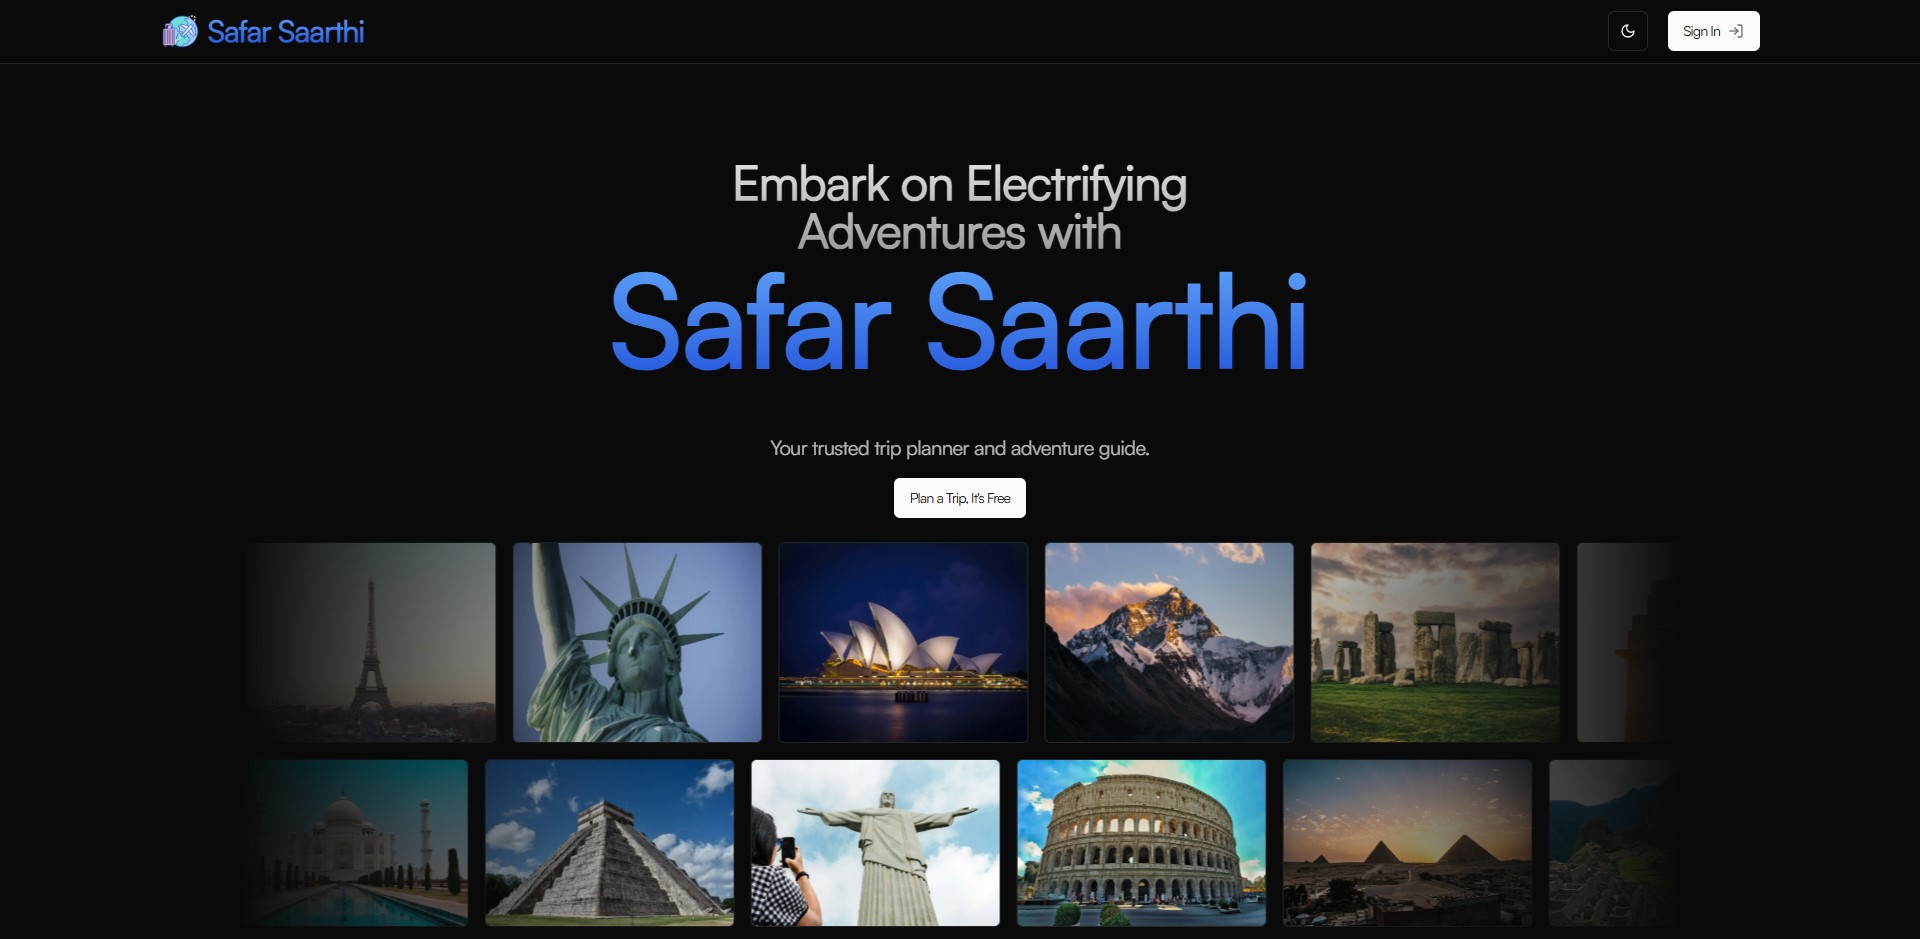 Safar Saarthi
Sign In
Embark on Electrifying
Adventures with
Safar Saarthi
Your trusted trip planner and adventure guide.
Plan a Trip, It's Free